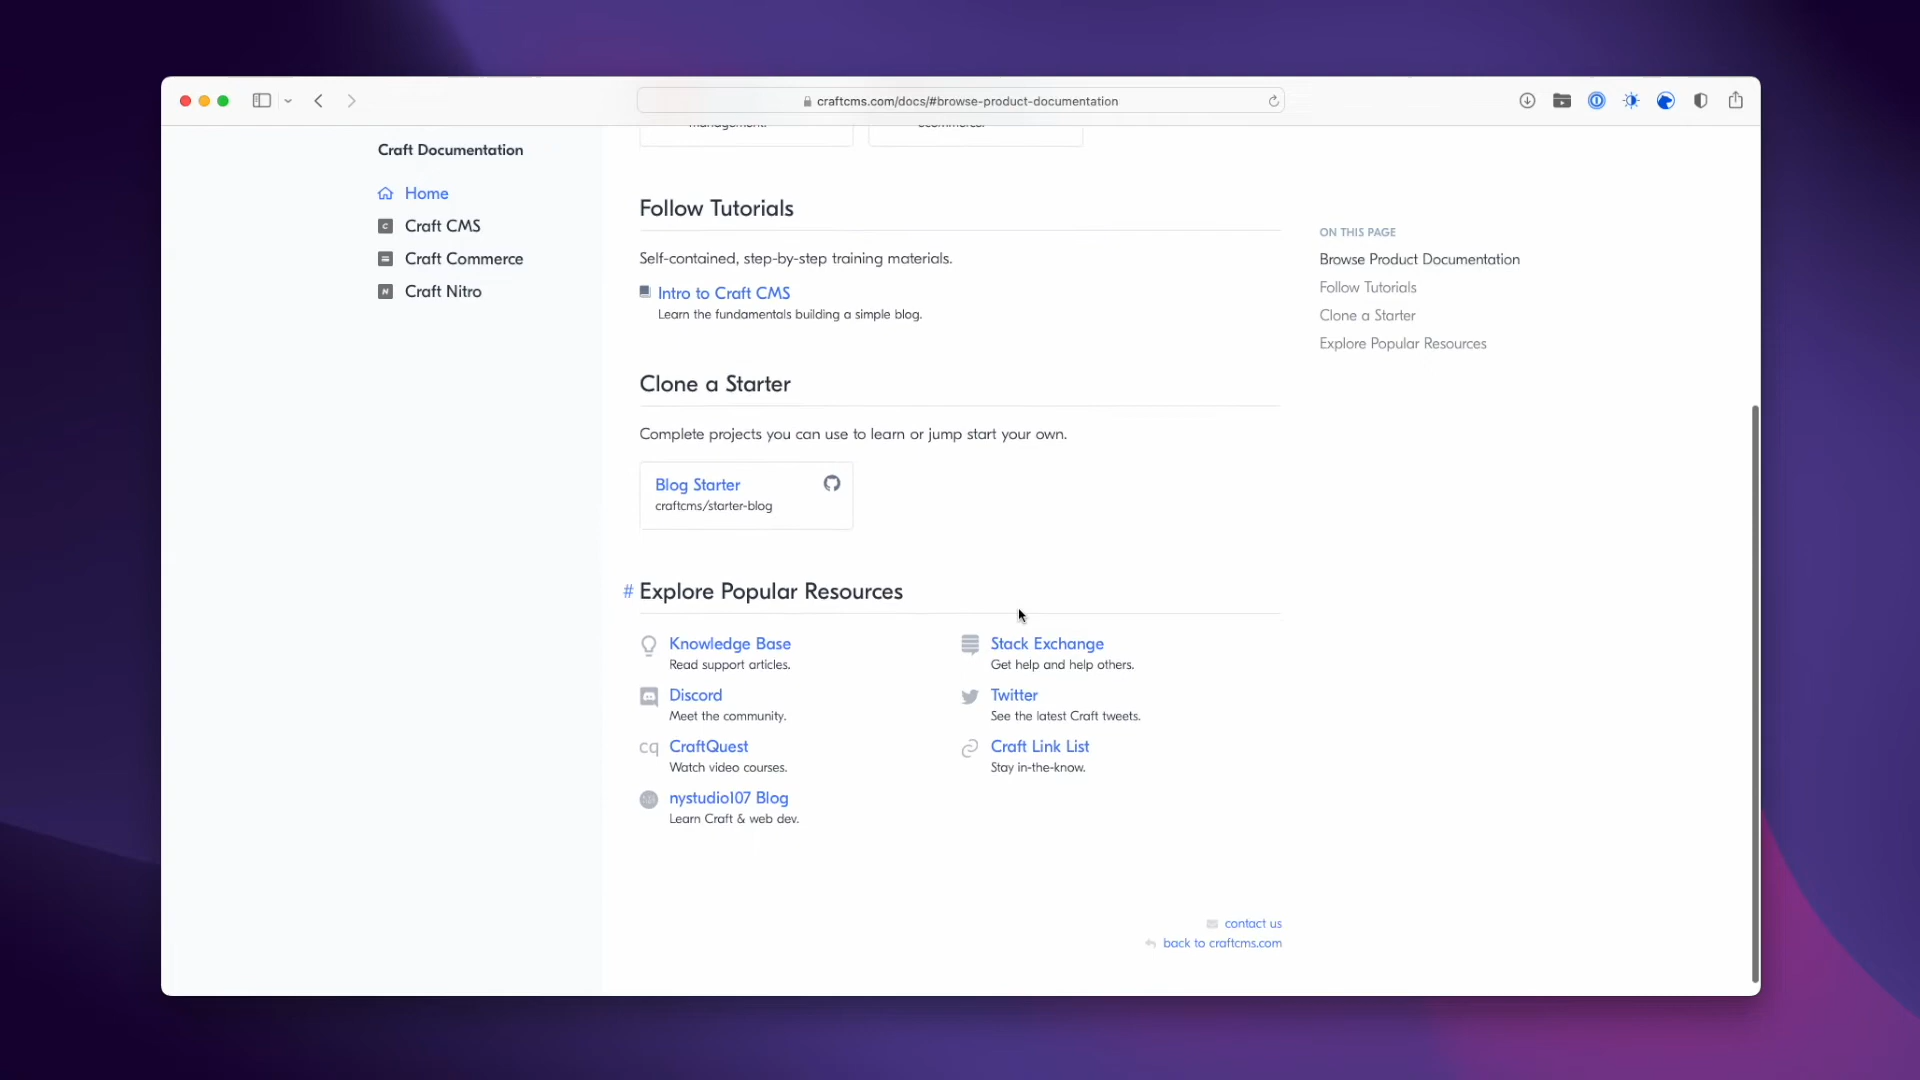 craftcms.com/docs/#browse-product-documentation
management.
ecommerce.
Craft Documentation
Home
Craft CMS
Craft Commerce
Craft Nitro
Follow Tutorials
Self-contained, step-by-step training materials.
Intro to Craft CMS
Learn the fundamentals building a simple blog.
Clone a Starter
Complete projects you can use to learn or jump start your own.
Blog Starter
craftcms/starter-blog
# Explore Popular Resources
Knowledge Base
Read support articles.
Stack Exchange
Get help and help others.
Discord
Meet the community.
Twitter
See the latest Craft tweets.
cq CraftQuest
Watch video courses.
Craft Link List
Stay in-the-know.
nystudio107 Blog
Learn Craft & web dev.
contact us
back to craftcms.com
ON THIS PAGE
Browse Product Documentation
Follow Tutorials
Clone a Starter
Explore Popular Resources